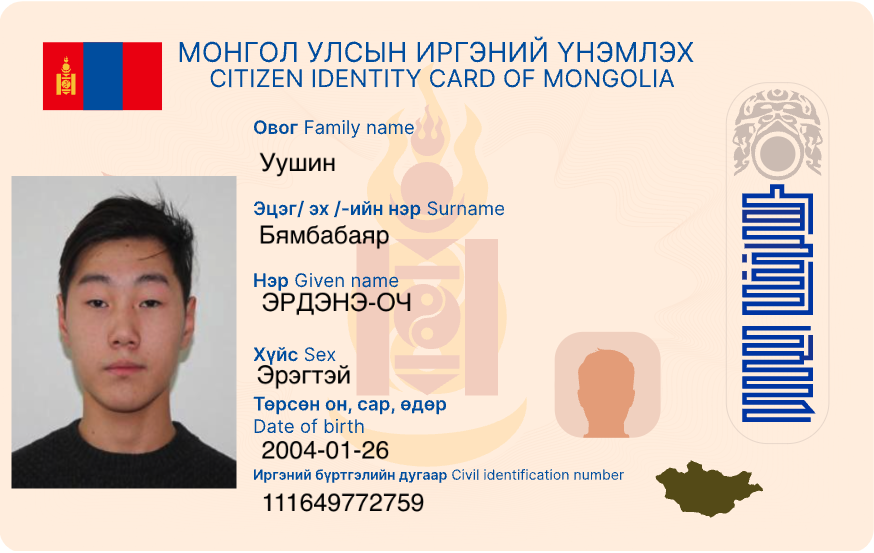 МОНГОЛ УЛСЫН ИРГЭНИЙ ҮНЭМЛЭХ
CITIZEN IDENTITY CARD OF MONGOLIA
Овог Family name
Уушин
Эцэг/ эх /-ийн нэр Surname
Бямбабаяр
Нэр Given name
ЭРДЭНЭ-ОЧ
Хүйс Sex
Эрэгтэй
Төрсөн он, сар, өдөр
Date of birth
2004-01-26
Иргэний бүртгэлийн дугаар Civil identification number
111649772759